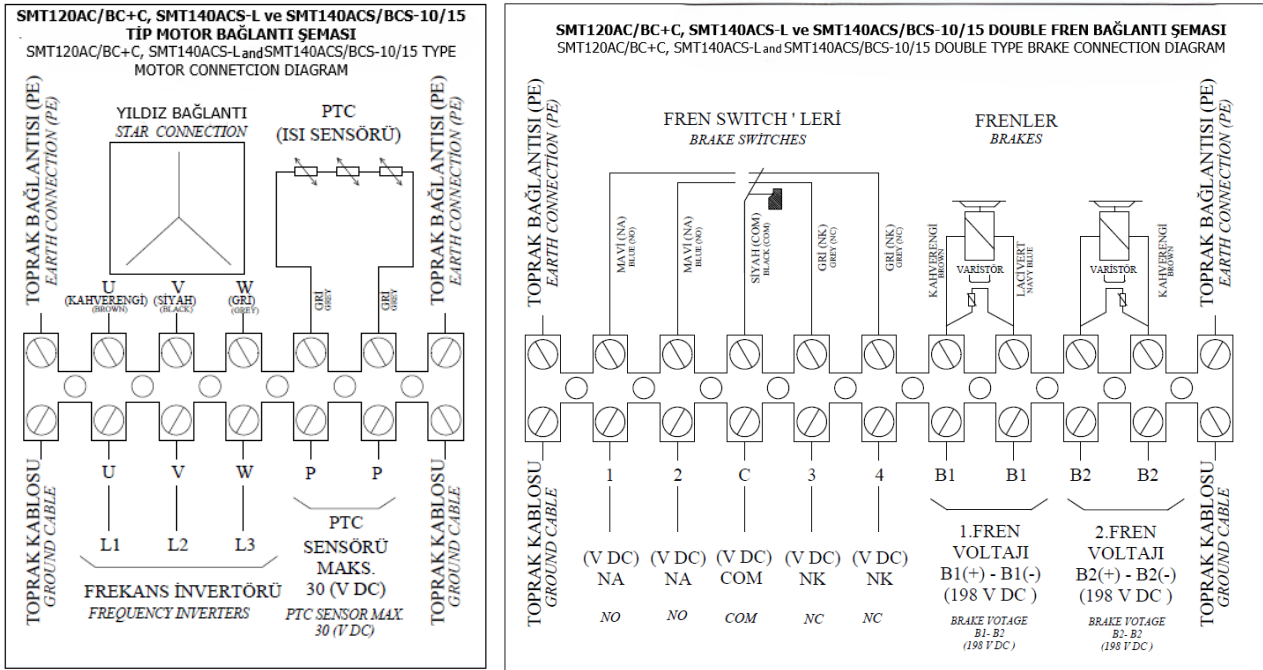 SMT120AC/BC+C, SMT140ACS-L ve SMT140ACS/BCS-10/15
TİP MOTOR BAĞLANTI ŞEMASI
SMT120AC/BC+C, SMT140ACS-L and SMT140ACS/BCS-10/15 TYPE
MOTOR CONNETCION DIAGRAM
TOPRAK BAĞLANTISI (PE)
EARTH CONNECTİON (PE)
YILDIZ BAĞLANTI
STAR CONNECTION
PTC
(ISI SENSÖRÜ)
TOPRAK BAĞLANTISI (PE)
EARTH CONNECTİON (PE)
U
(KAHVERENGİ)
(BROWN)
V
(SİYAH)
(BLACK)
W
(GRİ)
(GREY)
GRİ
GREY
GRİ
GREY
TOPRAK KABLOSU
GROUND CABLE
U V W P P
L1 L2 L3
FREKANS İNVERTÖRÜ
FREQUENCY INVERTERS
PTC
SENSÖRÜ
MAKS.
30 (V DC)
PTC SENSOR MAX.
30 (V DC)
TOPRAK KABLOSU
GROUND CABLE
SMT120AC/BC+C, SMT140ACS-L ve SMT140ACS/BCS-10/15 DOUBLE FREN BAĞLANTI ŞEMASI
SMT120AC/BC+C, SMT140ACS-L and SMT140ACS/BCS-10/15 DOUBLE TYPE BRAKE CONNECTION DIAGRAM
TOPRAK BAĞLANTISI (PE)
EARTH CONNECTİON (PE)
FREN SWITCH ' LERİ
BRAKE SWITCHES
FRENLER
BRAKES
TOPRAK BAĞLANTISI (PE)
EARTH CONNECTİON (PE)
MAVİ (NA)
BLUE (NO)
MAVİ (NA)
BLUE (NO)
SİYAH (COM)
BLACK (COM)
GRİ (NK)
GREY (NC)
GRİ (NK)
GREY (NC)
KAHVERENGİ
BROWN
VARİSTÖR
LACİVERT
NAVY BLUE
VARİSTÖR
KAHVERENGİ
BROWN
TOPRAK KABLOSU
GROUND CABLE
1 2 C 3 4 B1 B1 B2 B2
(V DC) (V DC) (V DC) (V DC) (V DC)
NA NA COM NK NK
NO NO COM NC NC
1.FREN
VOLTAJI
B1(+) - B1(-)
(198 V DC )
BRAKE VOTAGE
B1- B2
(198 V DC )
2.FREN
VOLTAJI
B2(+) - B2(-)
(198 V DC )
BRAKE VOTAGE
B2- B2
(198 V DC )
TOPRAK KABLOSU
GROUND CABLE